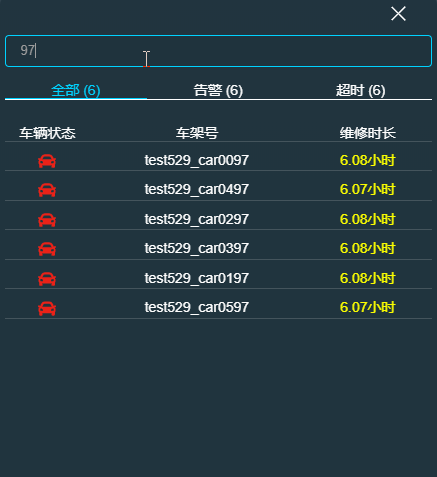 97
全部 (6) 告警 (6) 超时 (6)
车辆状态 车架号 维修时长
test529_car0097 6.08小时
test529_car0497 6.07小时
test529_car0297 6.08小时
test529_car0397 6.08小时
test529_car0197 6.08小时
test529_car0597 6.07小时